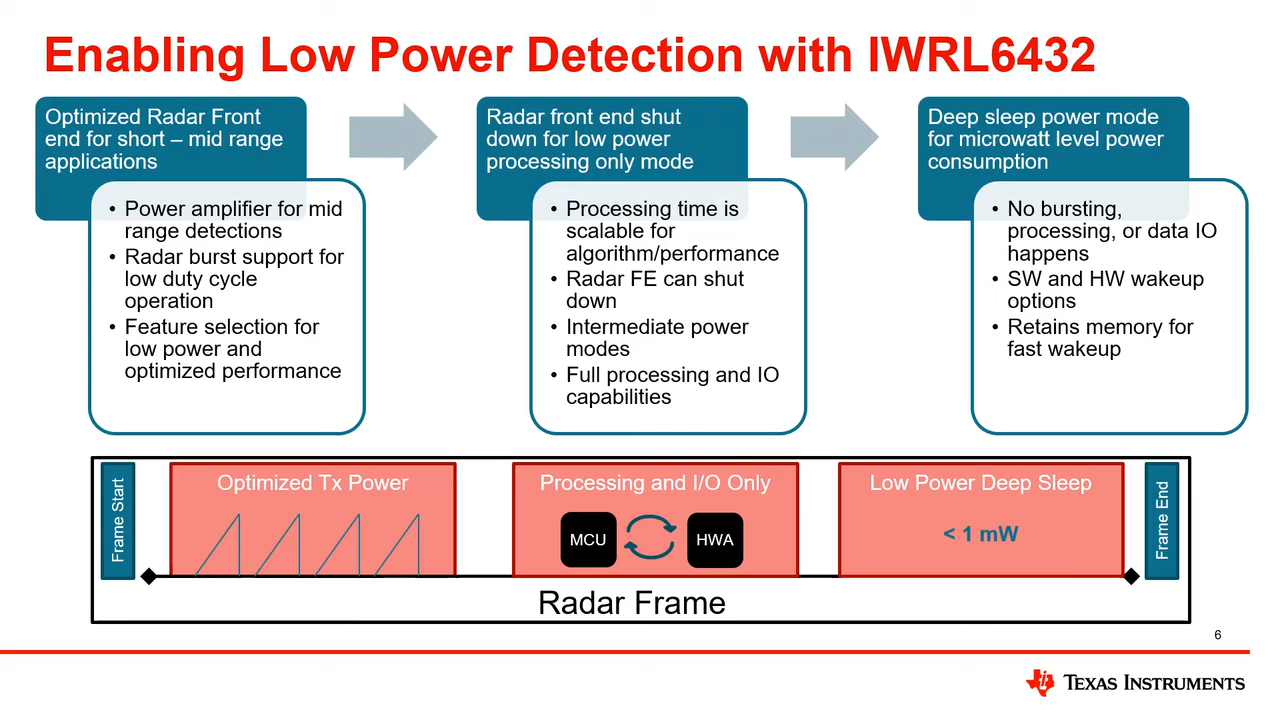 Enabling Low Power Detection with IWRL6432
Optimized Radar Front
end for short – mid range
applications
• Power amplifier for mid
range detections
• Radar burst support for
low duty cycle
operation
• Feature selection for
low power and
optimized performance
Radar front end shut
down for low power
processing only mode
• Processing time is
scalable for
algorithm/performance
• Radar FE can shut
down
• Intermediate power
modes
• Full processing and IO
capabilities
Deep sleep power mode
for microwatt level power
consumption
• No bursting,
processing, or data IO
happens
• SW and HW wakeup
options
• Retains memory for
fast wakeup
Frame Start
Optimized Tx Power
Processing and I/O Only
MCU
HWA
Low Power Deep Sleep
< 1 mW
Frame End
Radar Frame
6
TEXAS INSTRUMENTS